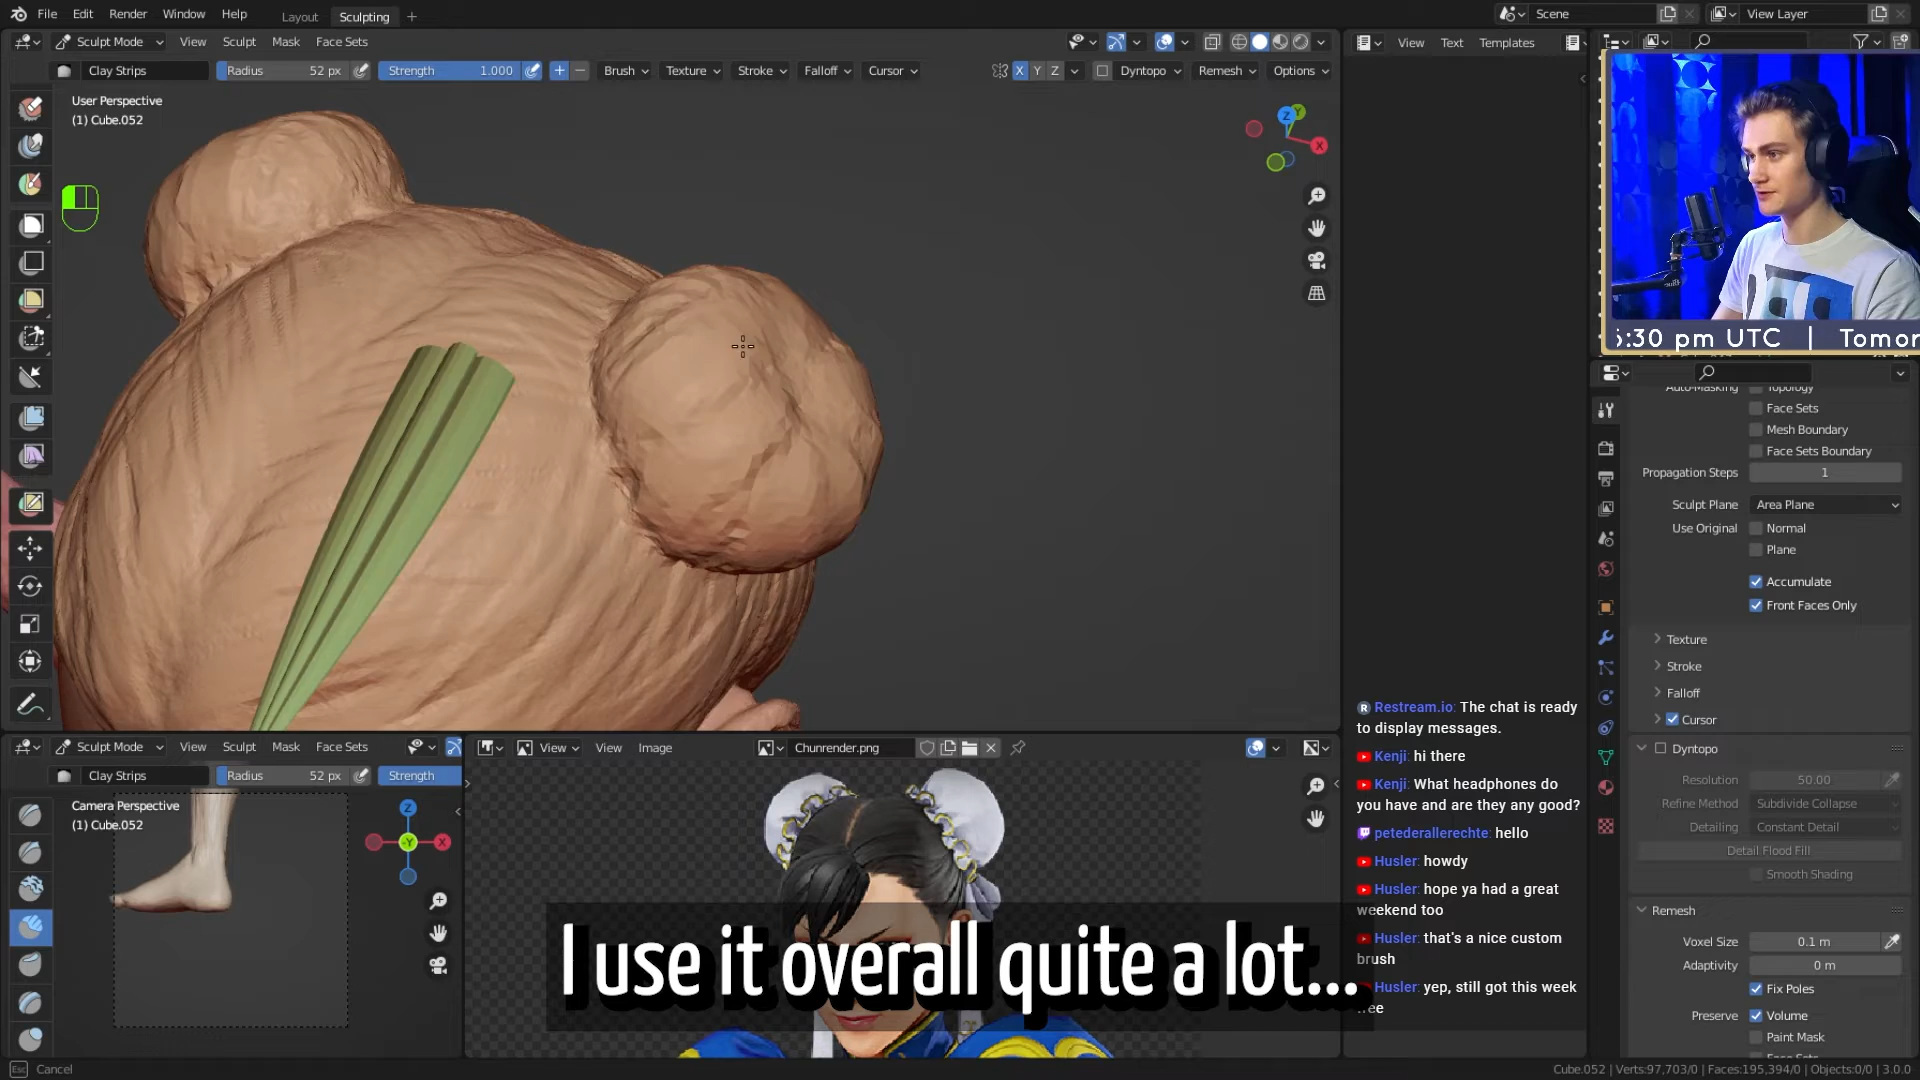 File Edit Render Window Help Layout Sculpting + Scene View Layer
Sculpt Mode View Sculpt Mask Face Sets View Text Templates
Clay Strips Radius 52 px Strength 1.000 + − Brush Texture Stroke Falloff Cursor X Y Z Dyntopo Remesh Options
User Perspective
(1) Cube.052
Z
Y
X
5:30 pm UTC | Tomor
Auto-Masking Topology
Face Sets
Mesh Boundary
Face Sets Boundary
Propagation Steps 1
Sculpt Plane Area Plane
Use Original Normal
Plane
Accumulate
Front Faces Only
Texture
Stroke
Falloff
Cursor
Dyntopo
Resolution 50.00
Refine Method Subdivide Collapse
Detailing Constant Detail
Detail Flood Fill
Smooth Shading
Remesh
Voxel Size 0.1 m
Adaptivity 0 m
Fix Poles
Preserve Volume
Paint Mask
Face Sets
Restream.io: The chat is ready
to display messages.
Kenji: hi there
Kenji: What headphones do
you have and are they any good?
petederallerechte: hello
Husler: howdy
Husler: hope ya had a great
weekend too
Husler: that's a nice custom
brush
Husler: yep, still got this week
free
Sculpt Mode View Sculpt Mask Face Sets
Clay Strips Radius 52 px Strength
Camera Perspective
(1) Cube.052
Z
-Y
X
View View Image Chunrender.png
I use it overall quite a lot...
Esc Cancel
Cube.052 | Verts:97,703/0 | Faces:195,394/0 | Objects:0/0 | 3.0.0